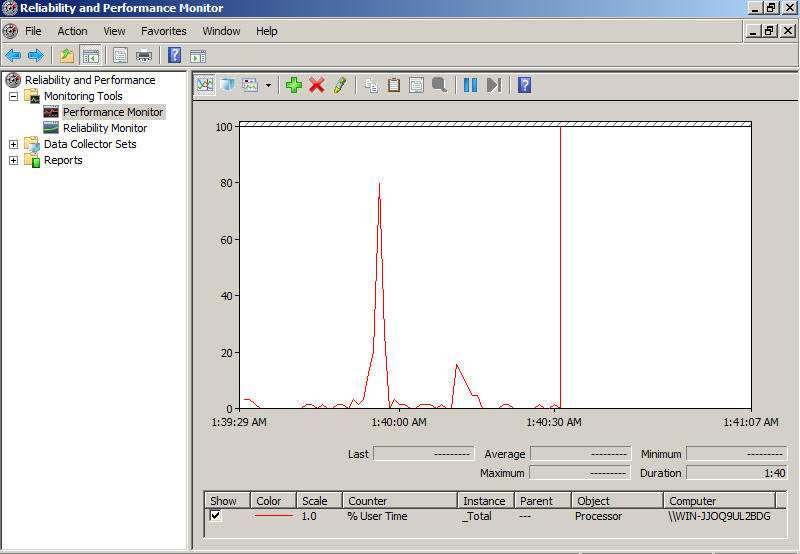 Reliability and Performance Monitor
File Action View Favorites Window Help
Reliability and Performance
Monitoring Tools
Performance Monitor
Reliability Monitor
Data Collector Sets
Reports
100
80
60
40
20
0
1:39:29 AM 1:40:00 AM 1:40:30 AM 1:41:07 AM
Last --------- Average --------- Minimum ---------
Maximum --------- Duration 1:40
Show Color Scale Counter Instance Parent Object Computer
1.0 % User Time _Total --- Processor \\WIN-JJOQ9UL2BDG